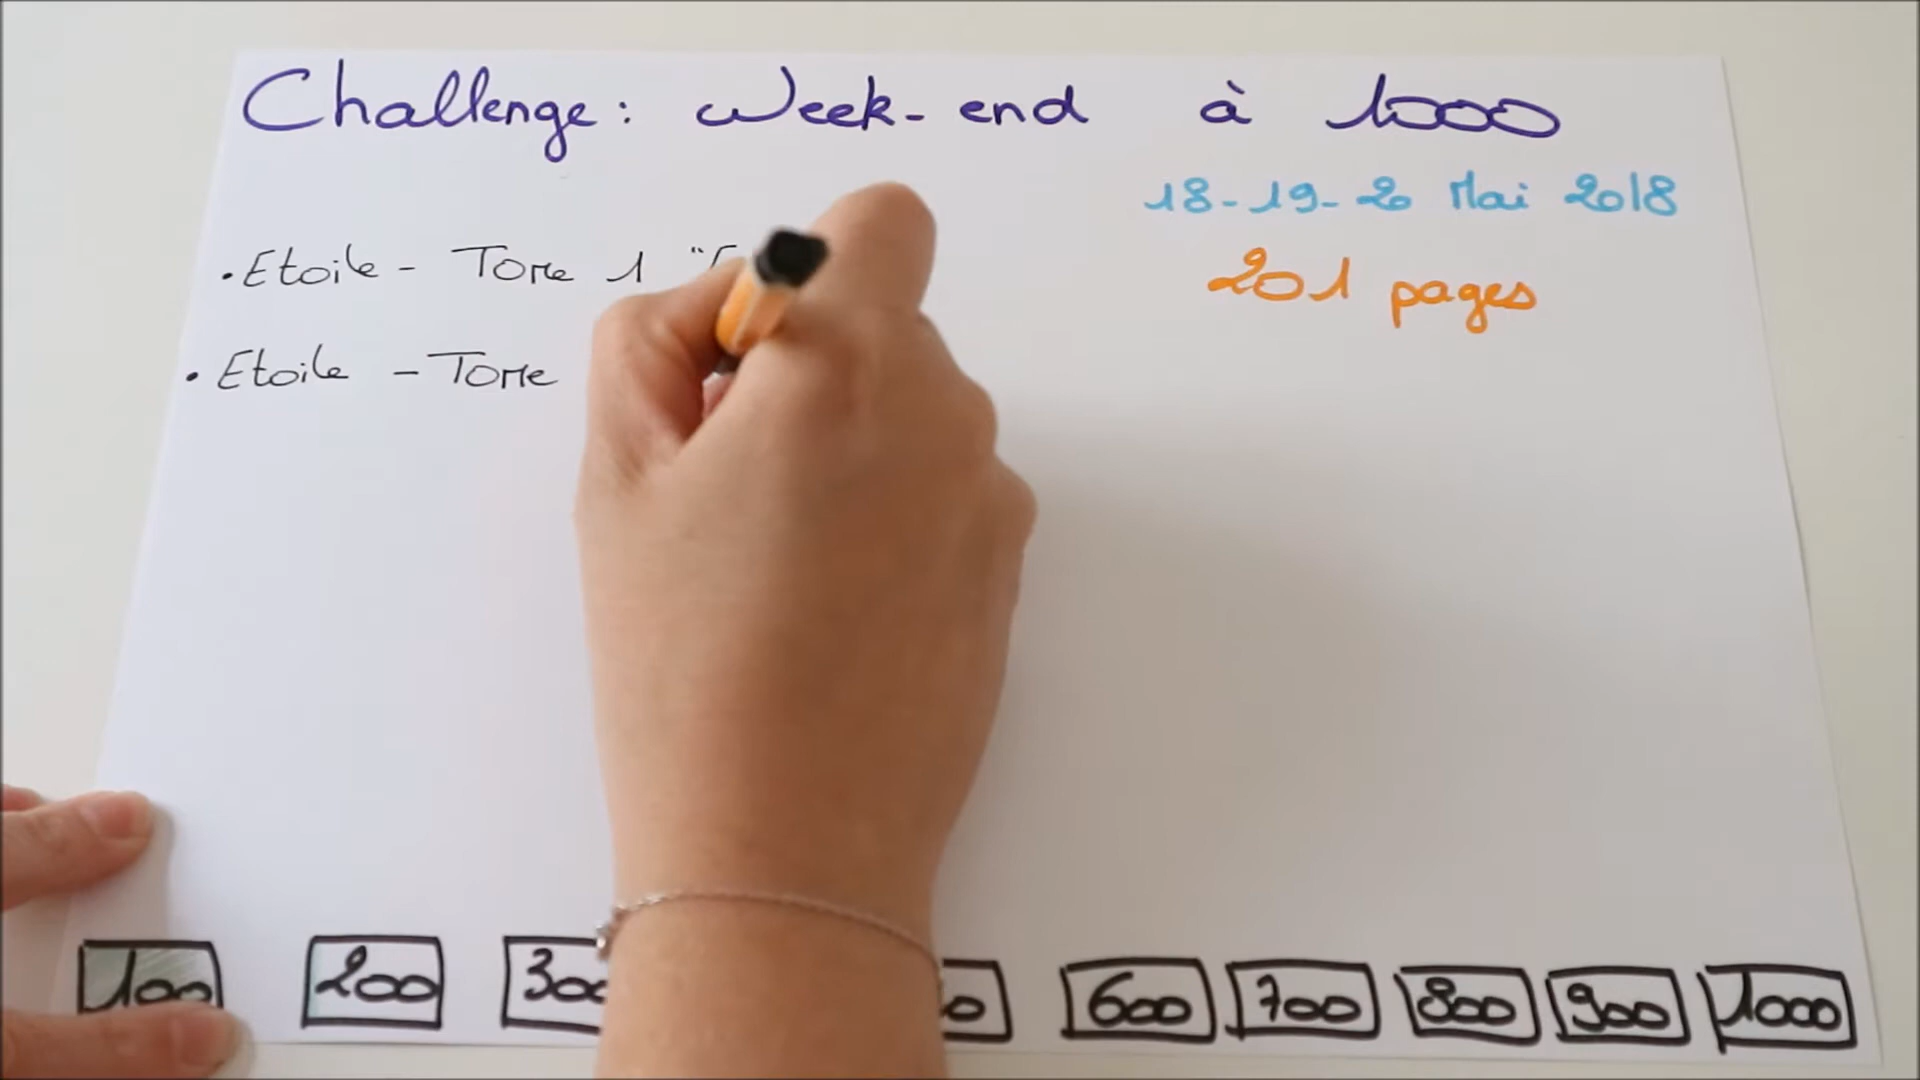 Challenge: Week-end à 1000
18-19-20 Mai 2018
•Etoile - Tome 1 "
201 pages
• Etoile - Tome
100 200 300 600 700 800 900 1000